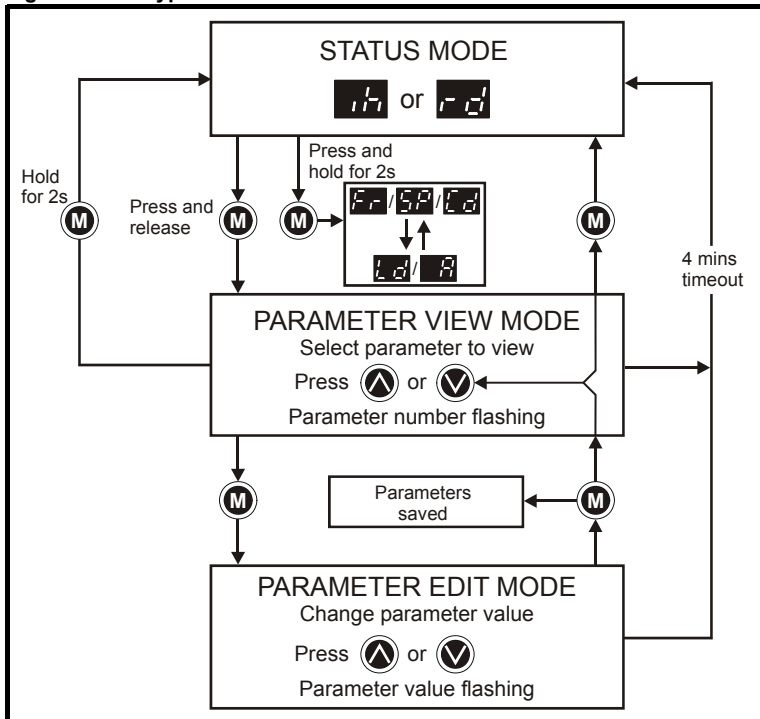 STATUS MODE
ih or rd
Hold
for 2s
M
Press and
release
M
Press and
hold for 2s
M
Fr / SP / Cd
Ld / A
M
4 mins
timeout
PARAMETER VIEW MODE
Select parameter to view
Press or
Parameter number flashing
M
Parameters
saved
M
PARAMETER EDIT MODE
Change parameter value
Press or
Parameter value flashing